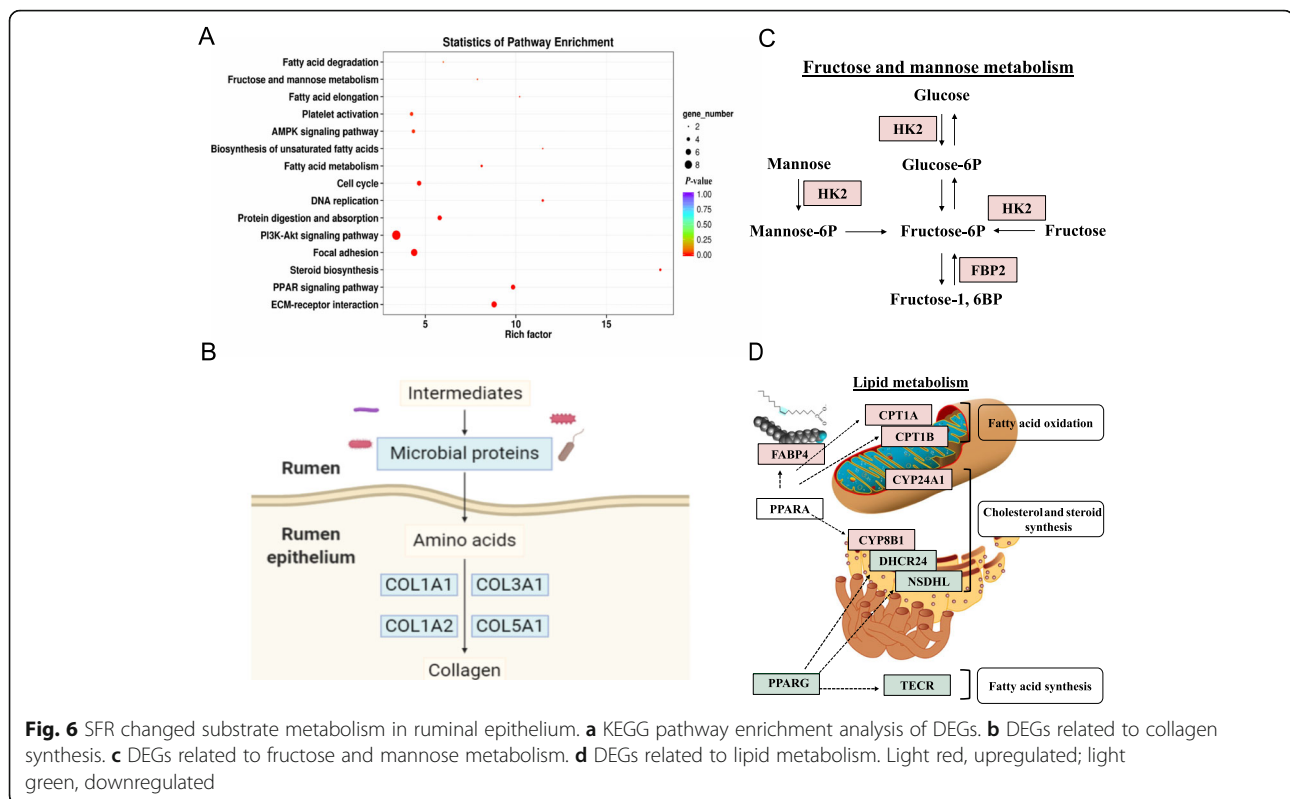 A
Statistics of Pathway Enrichment
Fatty acid degradation
Fructose and mannose metabolism
Fatty acid elongation
Platelet activation
AMPK signaling pathway
Biosynthesis of unsaturated fatty acids
Fatty acid metabolism
Cell cycle
DNA replication
Protein digestion and absorption
PI3K-Akt signaling pathway
Focal adhesion
Steroid biosynthesis
PPAR signaling pathway
ECM-receptor interaction
5 10 15
Rich factor
gene_number
2
4
6
8
P-value
1.00
0.75
0.50
0.25
0.00
C
Fructose and mannose metabolism
Glucose
HK2
Mannose
Glucose-6P
HK2
HK2
Mannose-6P
Fructose-6P
Fructose
FBP2
Fructose-1, 6BP
B
Intermediates
Microbial proteins
Rumen
Rumen
epithelium
Amino acids
COL1A1 COL3A1
COL1A2 COL5A1
Collagen
D
Lipid metabolism
CPT1A
Fatty acid oxidation
CPT1B
FABP4
CYP24A1
PPARA
Cholesterol and steroid
synthesis
CYP8B1
DHCR24
NSDHL
PPARG
TECR
Fatty acid synthesis
Fig. 6 SFR changed substrate metabolism in ruminal epithelium. a KEGG pathway enrichment analysis of DEGs. b DEGs related to collagen
synthesis. c DEGs related to fructose and mannose metabolism. d DEGs related to lipid metabolism. Light red, upregulated; light
green, downregulated